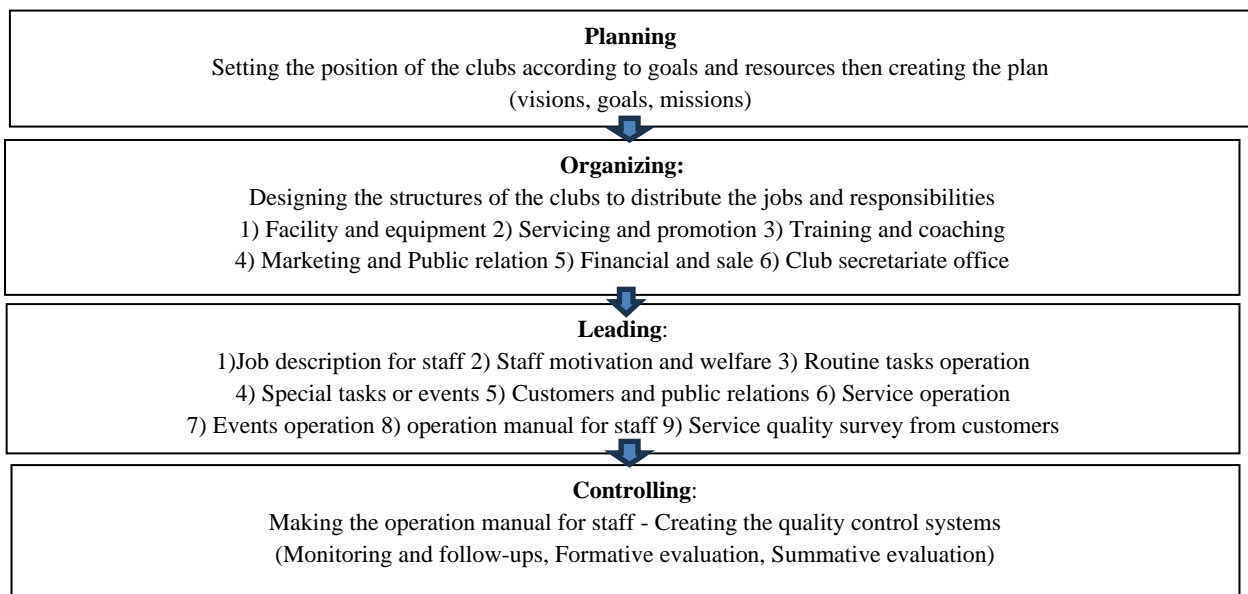 Planning
Setting the position of the clubs according to goals and resources then creating the plan
(visions, goals, missions)
Organizing:
Designing the structures of the clubs to distribute the jobs and responsibilities
1) Facility and equipment 2) Servicing and promotion 3) Training and coaching
4) Marketing and Public relation 5) Financial and sale 6) Club secretariate office
Leading:
1)Job description for staff 2) Staff motivation and welfare 3) Routine tasks operation
4) Special tasks or events 5) Customers and public relations 6) Service operation
7) Events operation 8) operation manual for staff 9) Service quality survey from customers
Controlling:
Making the operation manual for staff - Creating the quality control systems
(Monitoring and follow-ups, Formative evaluation, Summative evaluation)